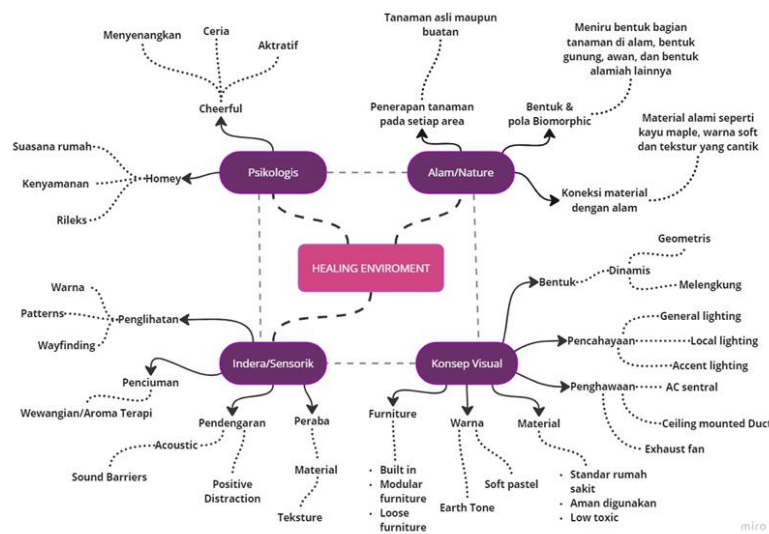 Menyenangkan
Ceria
Aktratif
Cheerful
Suasana rumah
Kenyamanan
Rileks
Homey
Psikologis
Tanaman asli maupun
buatan
Penerapan tanaman
pada setiap area
Meniru bentuk bagian
tanaman di alam, bentuk
gunung, awan, dan bentuk
alamiah lainnya
Bentuk &
pola Biomorphic
Material alami seperti
kayu maple, warna soft
dan tekstur yang cantik
Koneksi material
dengan alam
Alam/Nature
HEALING ENVIROMENT
Warna
Patterns
Wayfinding
Penglihatan
Penciuman
Wewangian/Aroma Terapi
Indera/Sensorik
Pendengaran
Acoustic
Sound Barriers
Positive
Distraction
Peraba
Material
Teksture
Konsep Visual
Bentuk
Dinamis
Geometris
Melengkung
Pencahayaan
General lighting
Local lighting
Accent lighting
Penghawaan
AC sentral
Ceiling mounted Duct
Exhaust fan
Furniture
• Built in
• Modular
furniture
• Loose
furniture
Warna
Earth Tone
Soft pastel
Material
• Standar rumah
sakit
• Aman digunakan
• Low toxic
miro